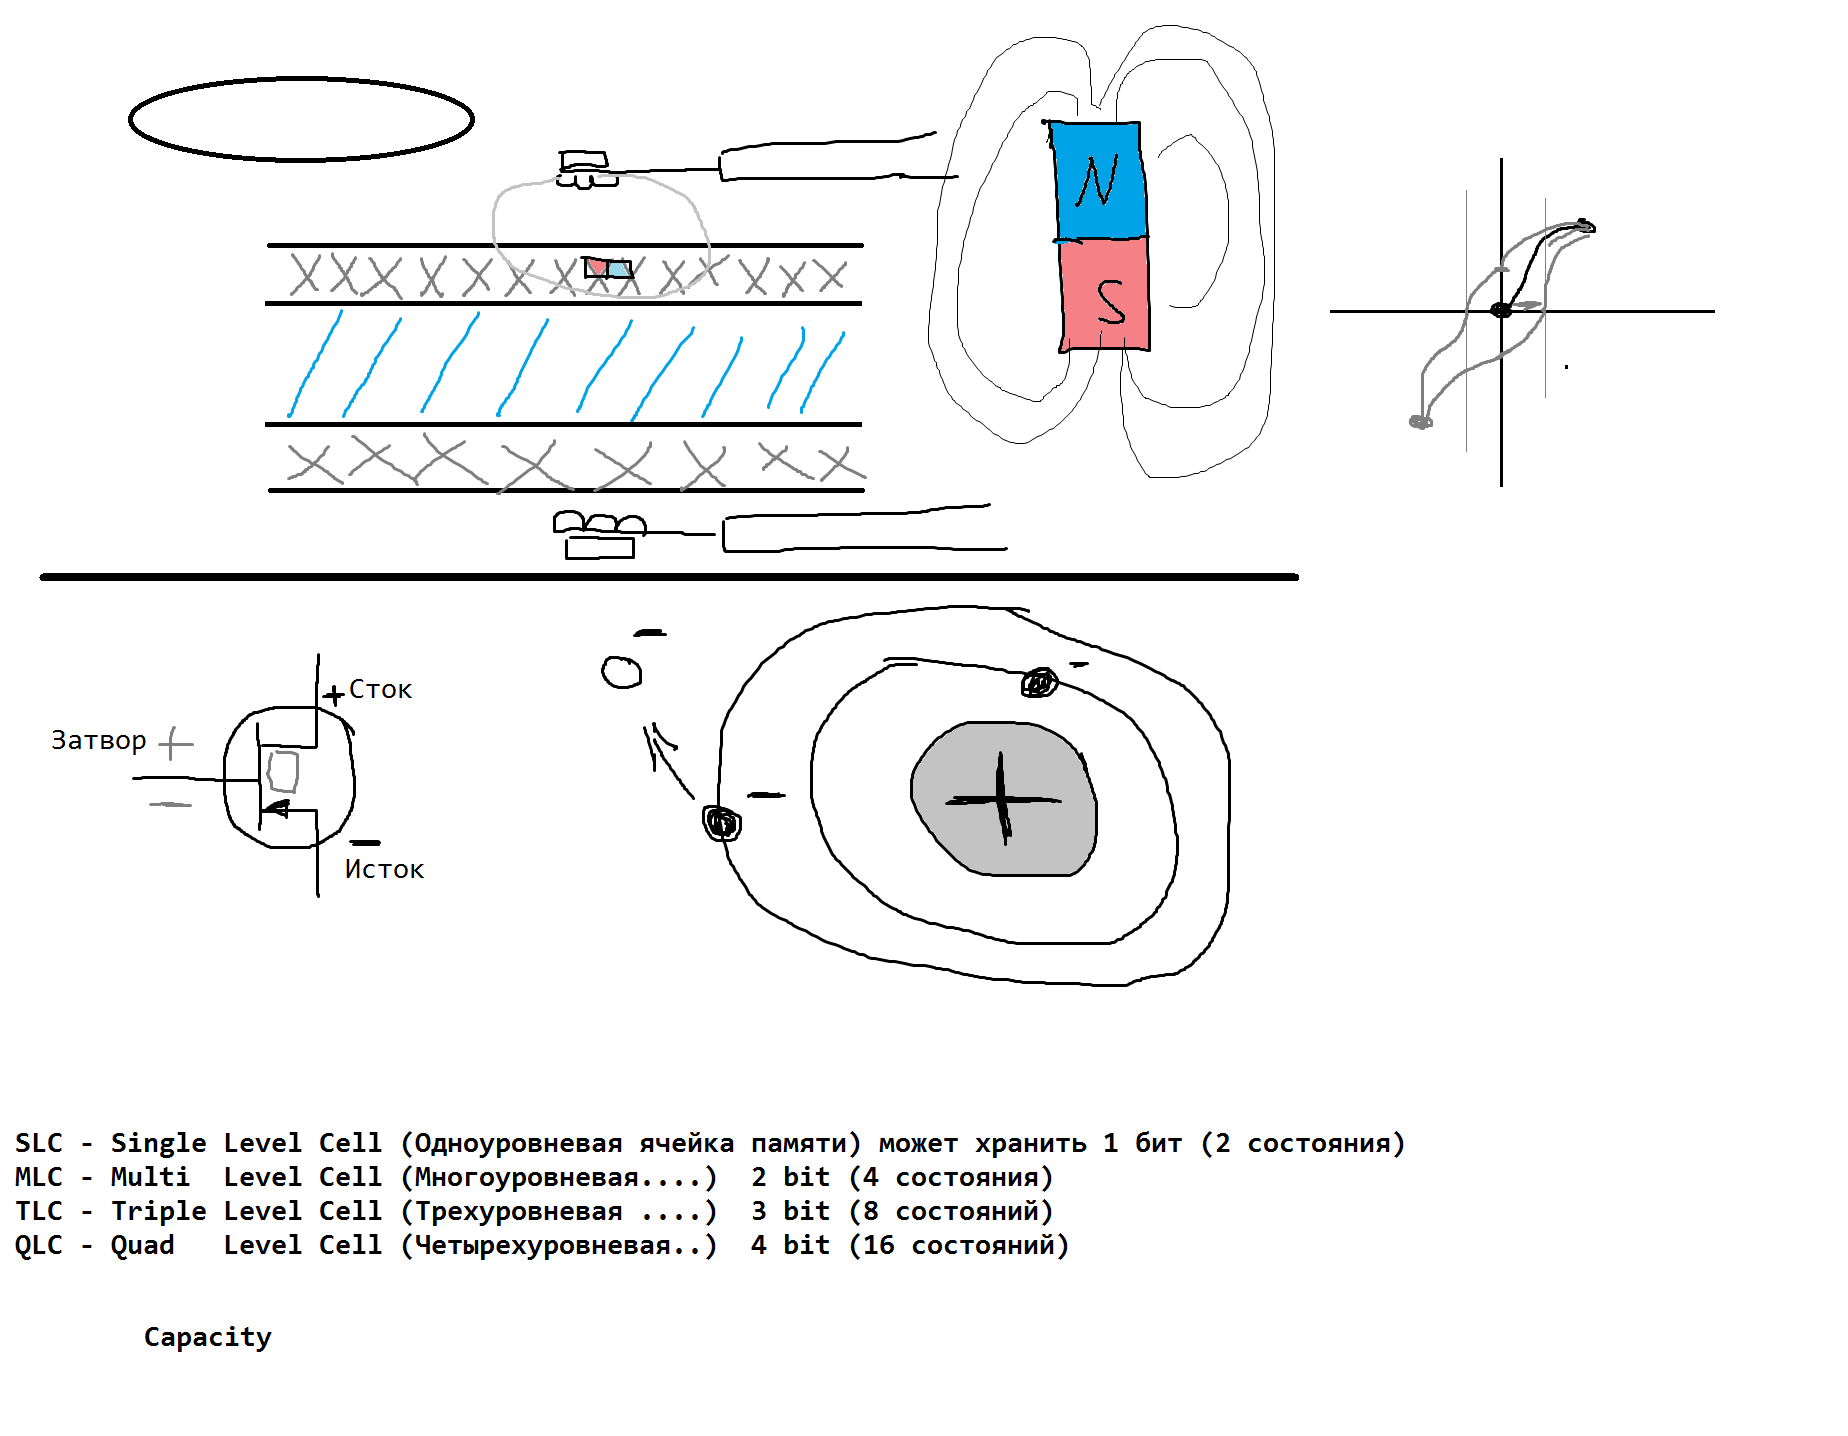 N
S
+ Сток
Затвор +
-
- Исток
-
-
-
+
SLC - Single Level Cell (Одноуровневая ячейка памяти) может хранить 1 бит (2 состояния)
MLC - Multi  Level Cell (Многоуровневая....)  2 bit (4 состояния)
TLC - Triple Level Cell (Трехуровневая ....)  3 bit (8 состояний)
QLC - Quad   Level Cell (Четырехуровневая..)  4 bit (16 состояний)
Capacity